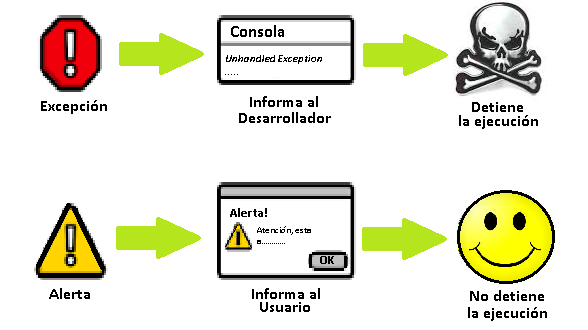 Consola
Unhandled Exception
.....
Excepción
Informa al
Desarrollador
Detiene
la ejecución
Alerta!
Atención, esta
a...........
OK
Alerta
Informa al
Usuario
No detiene
la ejecución